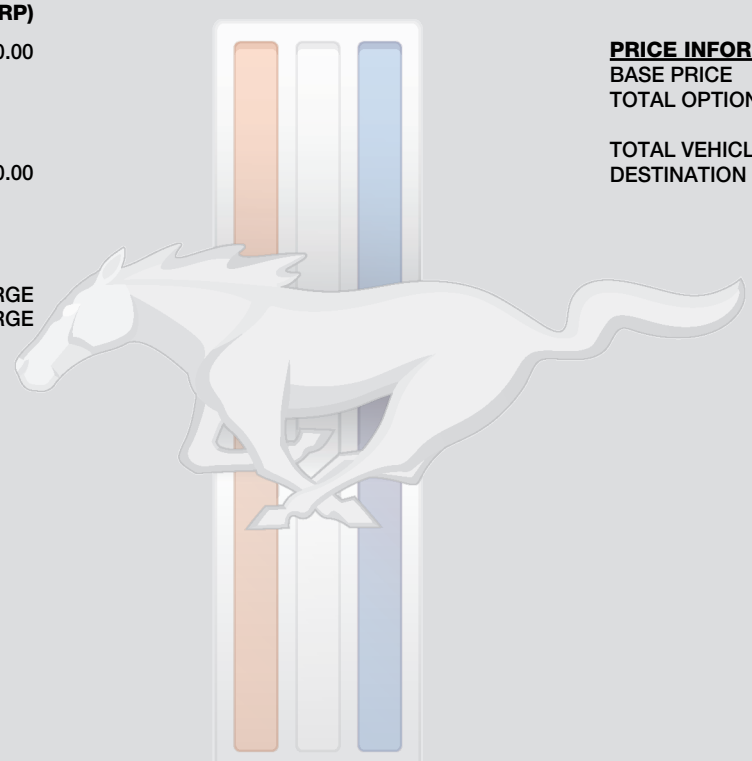 RP)
0.00
0.00
RGE
RGE
PRICE INFOR
BASE PRICE
TOTAL OPTION
TOTAL VEHICL
DESTINATION